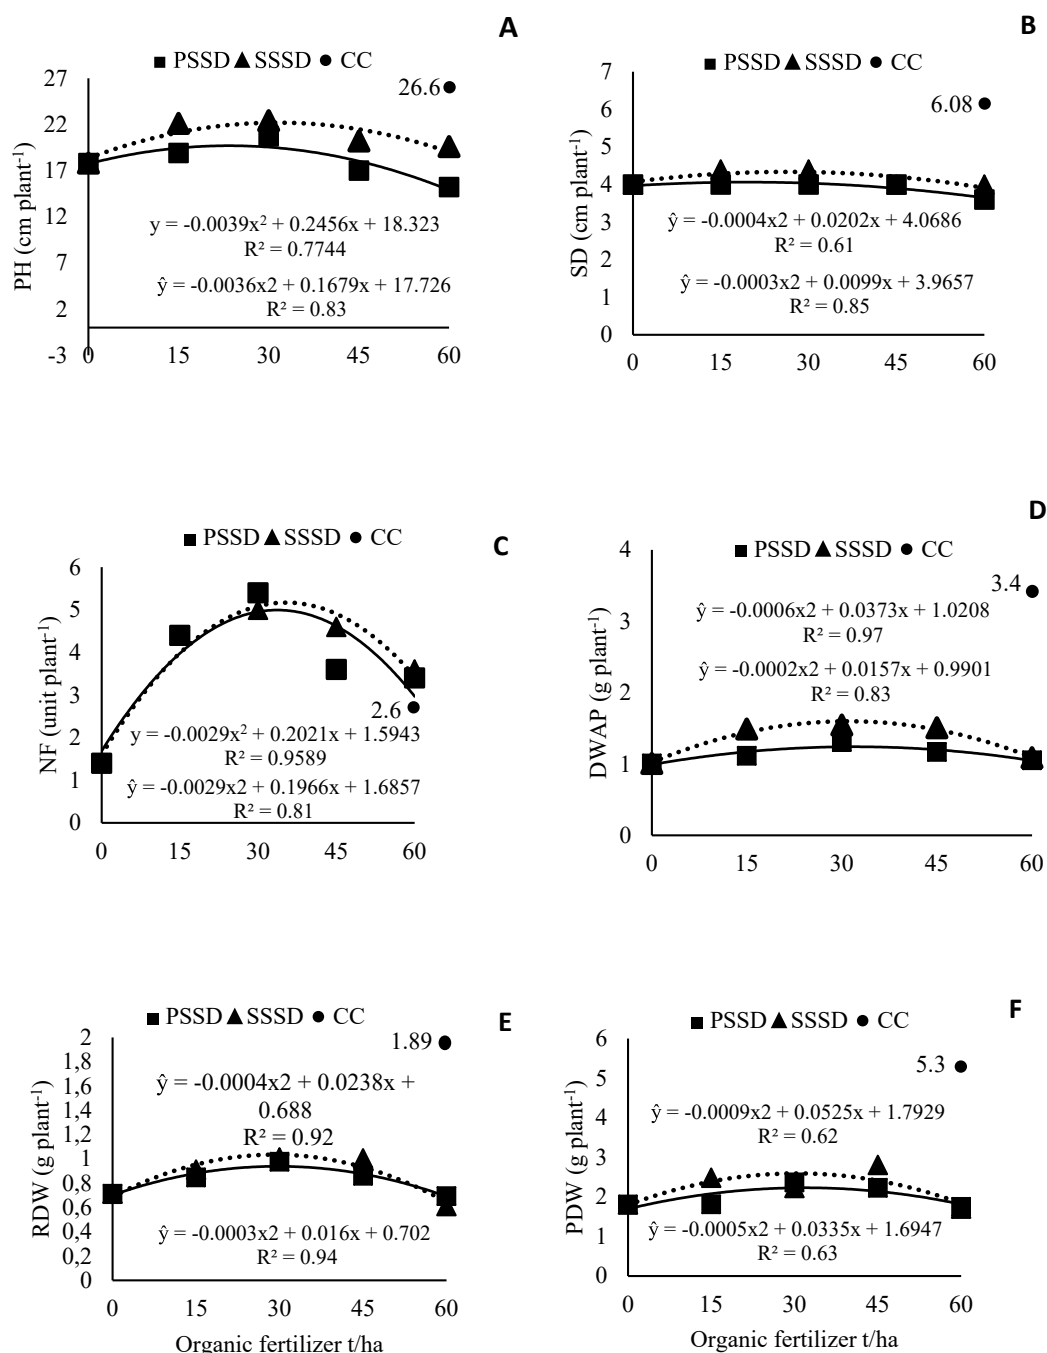 A
PSSD SSSD CC
27
22
17
12
7
2
-3
PH (cm plant⁻¹)
26.6
y = -0.0039x² + 0.2456x + 18.323
R² = 0.7744
ŷ = -0.0036x2 + 0.1679x + 17.726
R² = 0.83
0 15 30 45 60
B
PSSD SSSD CC
7
6
5
4
3
2
1
0
SD (cm plant⁻¹)
6.08
ŷ = -0.0004x2 + 0.0202x + 4.0686
R² = 0.61
ŷ = -0.0003x2 + 0.0099x + 3.9657
R² = 0.85
0 15 30 45 60
C
PSSD SSSD CC
6
5
4
3
2
1
0
NF (unit plant⁻¹)
2.6
y = -0.0029x² + 0.2021x + 1.5943
R² = 0.9589
ŷ = -0.0029x2 + 0.1966x + 1.6857
R² = 0.81
0 15 30 45 60
D
PSSD SSSD CC
4
3
2
1
0
DWAP (g plant⁻¹)
3.4
ŷ = -0.0006x2 + 0.0373x + 1.0208
R² = 0.97
ŷ = -0.0002x2 + 0.0157x + 0.9901
R² = 0.83
0 15 30 45 60
E
PSSD SSSD CC
2
1,8
1,6
1,4
1,2
1
0,8
0,6
0,4
0,2
0
RDW (g plant⁻¹)
1.89
ŷ = -0.0004x2 + 0.0238x +
0.688
R² = 0.92
ŷ = -0.0003x2 + 0.016x + 0.702
R² = 0.94
0 15 30 45 60
Organic fertilizer t/ha
F
PSSD SSSD CC
6
5
4
3
2
1
0
PDW (g plant⁻¹)
5.3
ŷ = -0.0009x2 + 0.0525x + 1.7929
R² = 0.62
ŷ = -0.0005x2 + 0.0335x + 1.6947
R² = 0.63
0 15 30 45 60
Organic fertilizer t/ha